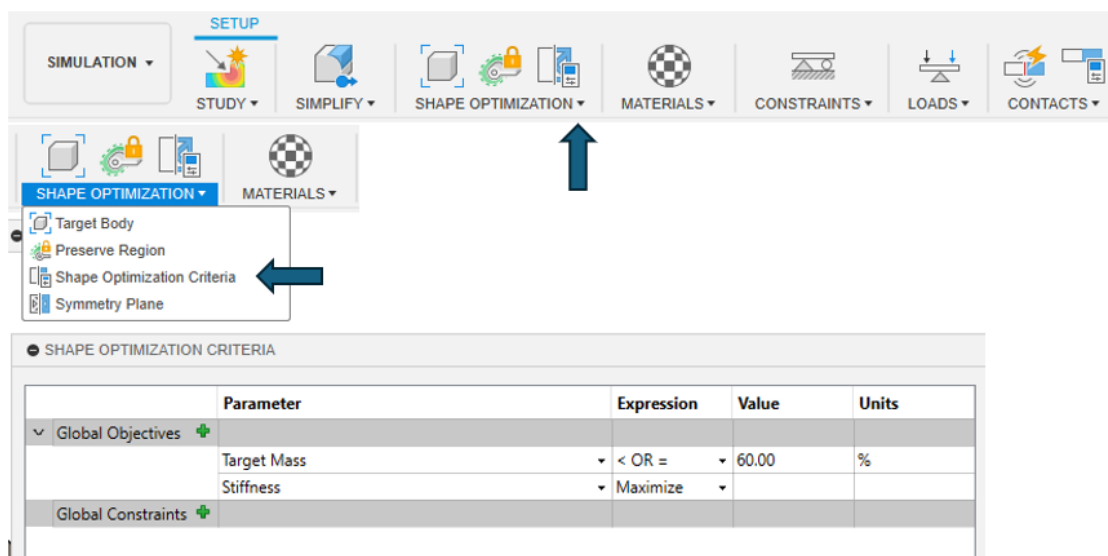 SETUP
SIMULATION
STUDY SIMPLIFY SHAPE OPTIMIZATION MATERIALS CONSTRAINTS LOADS CONTACTS
SHAPE OPTIMIZATION MATERIALS
Target Body
Preserve Region
Shape Optimization Criteria
Symmetry Plane
SHAPE OPTIMIZATION CRITERIA
Parameter Expression Value Units
Global Objectives
Target Mass < OR = 60.00 %
Stiffness Maximize
Global Constraints